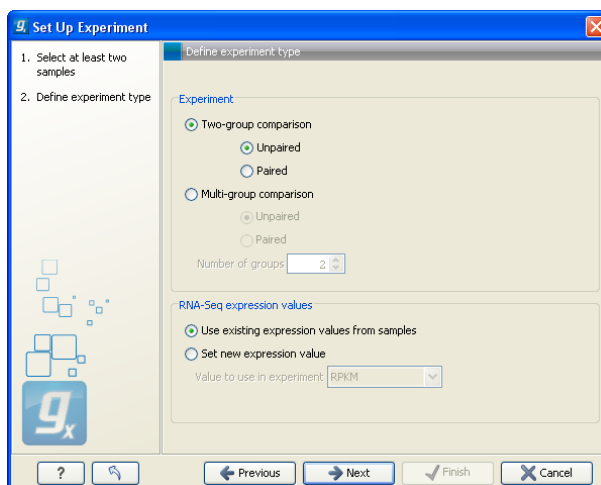 Set Up Experiment
1. Select at least two
samples
2. Define experiment type
Define experiment type
Experiment
Two-group comparison
Unpaired
Paired
Multi-group comparison
Unpaired
Paired
Number of groups 2
RNA-Seq expression values
Use existing expression values from samples
Set new expression value
Value to use in experiment RPKM
gx
? Previous Next Finish Cancel